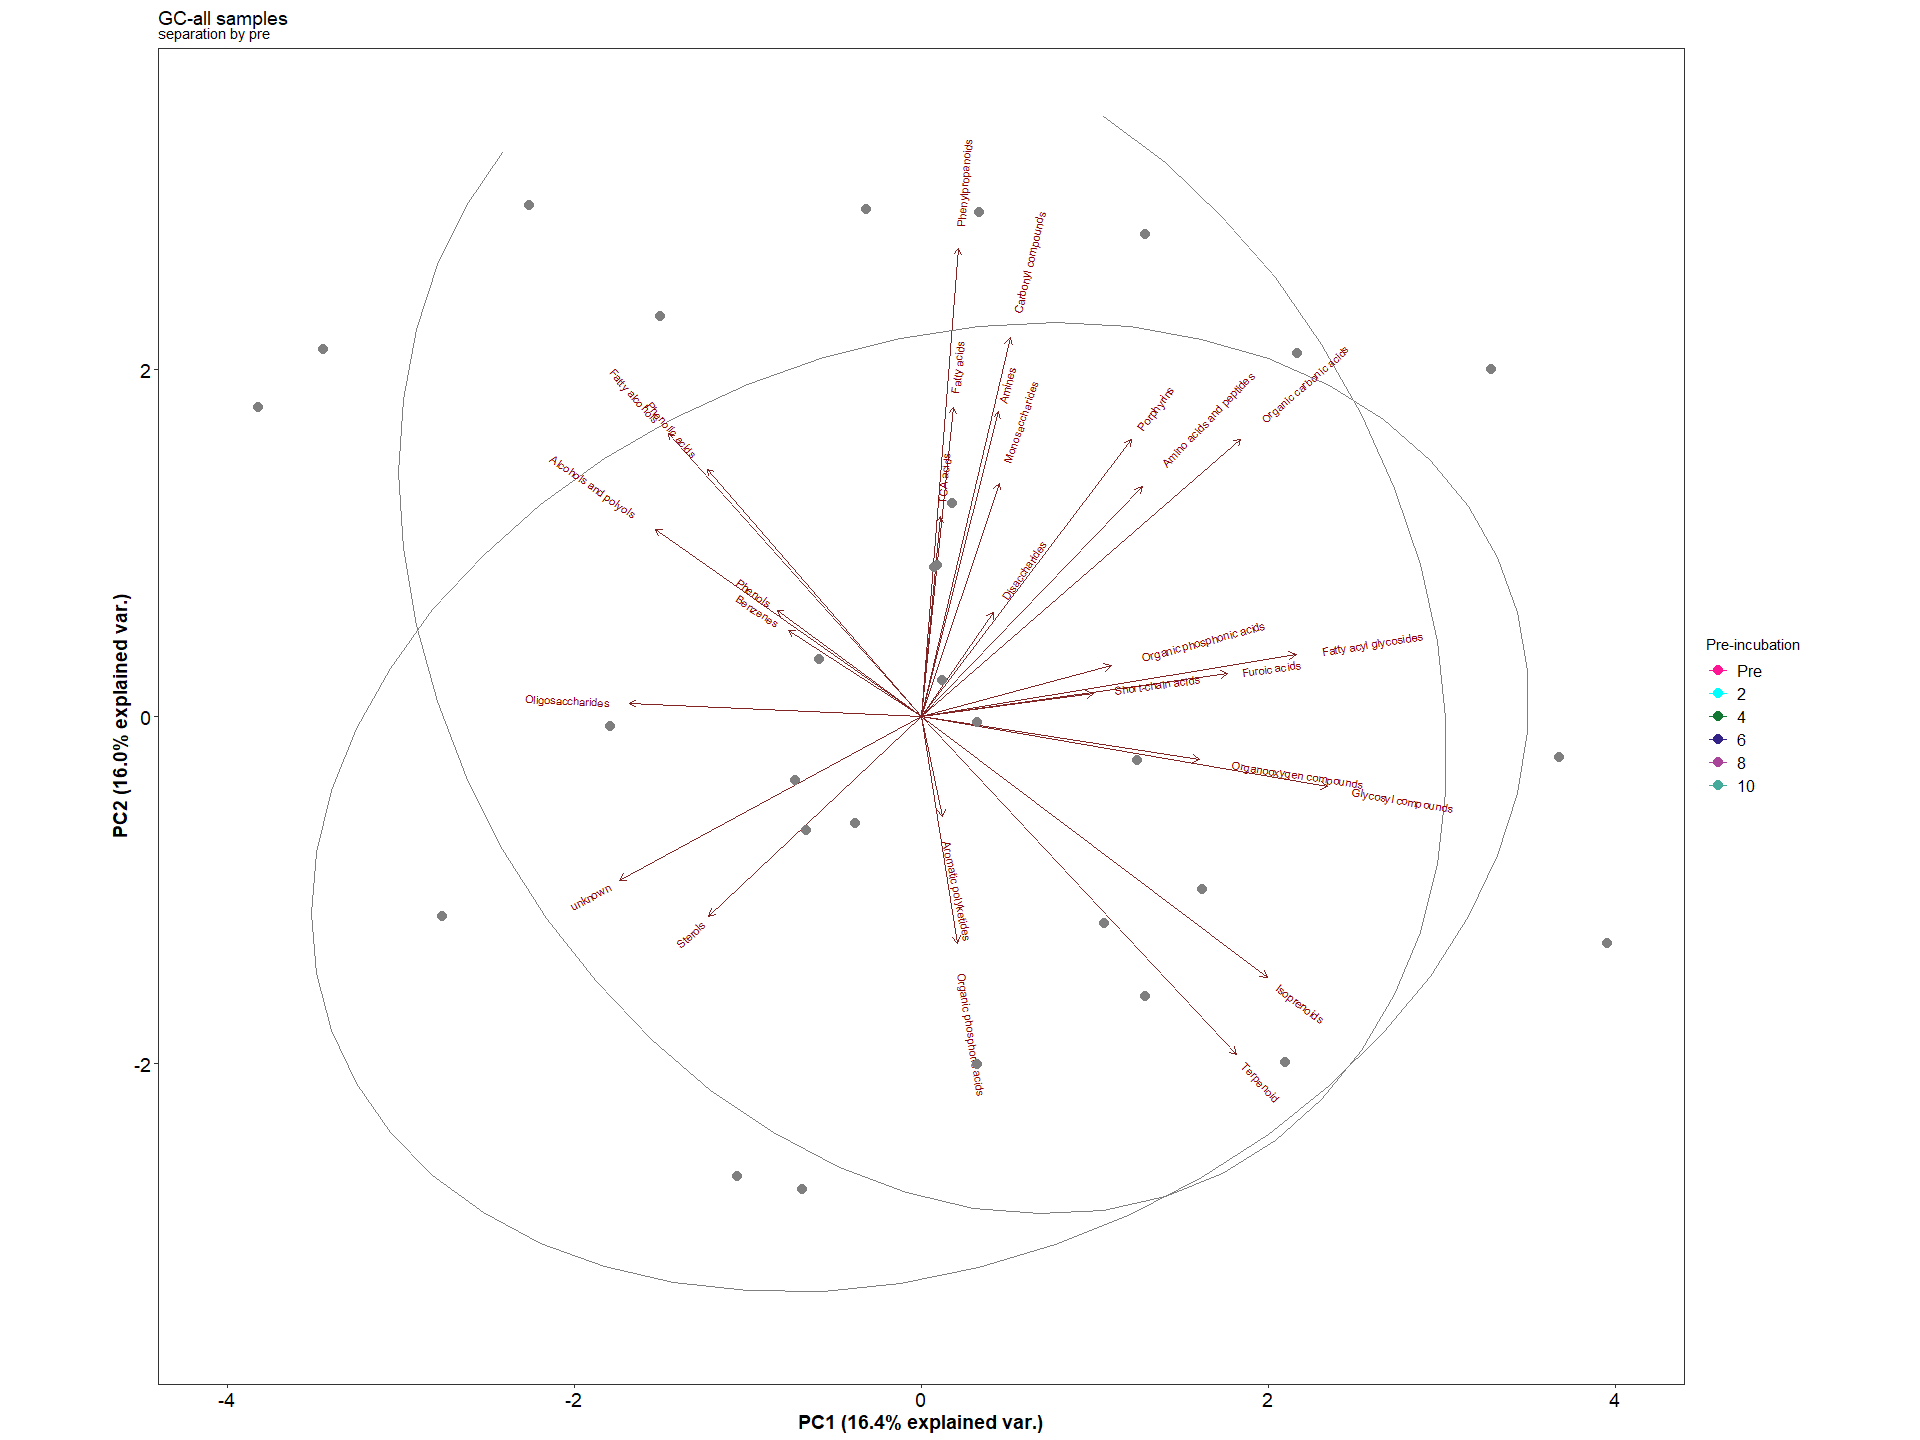 GC-all samples
separation by pre
Phenylpropenoids
Carbonyl compounds
Fatty acids
Amines
Monosaccharides
TCA acids
Porphyrins
Amino acids and peptides
Organic carbonic acids
Disaccharides
Fatty alcohols
Phenolic acids
Alcohols and polyols
Phenols
Benzenes
Organic phosphonic acids
Fatty acyl glycosides
Furoic acids
Short-chain acids
Oligosaccharides
Organooxygen compounds
Glycosyl compounds
unknown
Sterols
Aromatic polyketides
Organic phosphoric acids
Isoprenoids
Terpenoid
2
0
-2
-4
-2
0
2
4
PC1 (16.4% explained var.)
PC2 (16.0% explained var.)
Pre-incubation
Pre
2
4
6
8
10